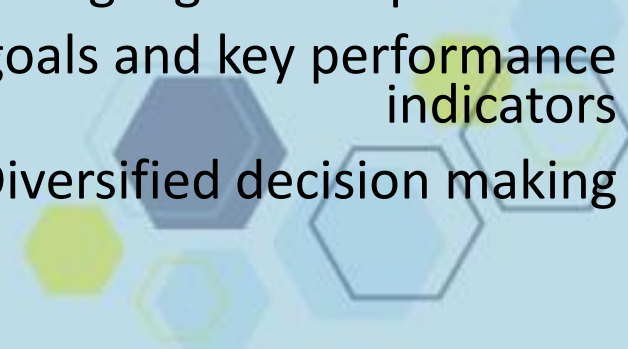 goals and key performance
indicators
Diversified decision making